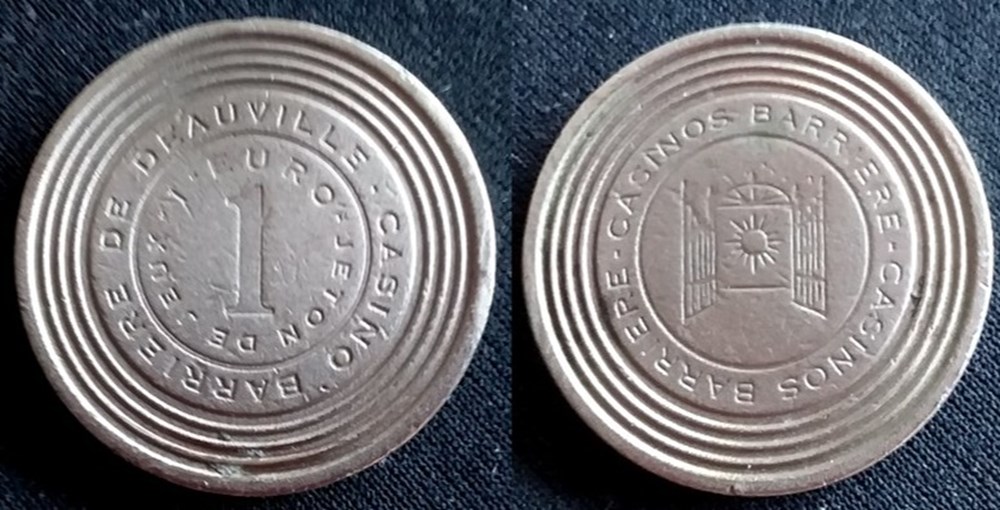 CASINO BARRIERE DE DEAUVILLE
1 EURO - JETON DE JEUX -
1
CASINOS BARRIERE - CASINOS BARRIERE -